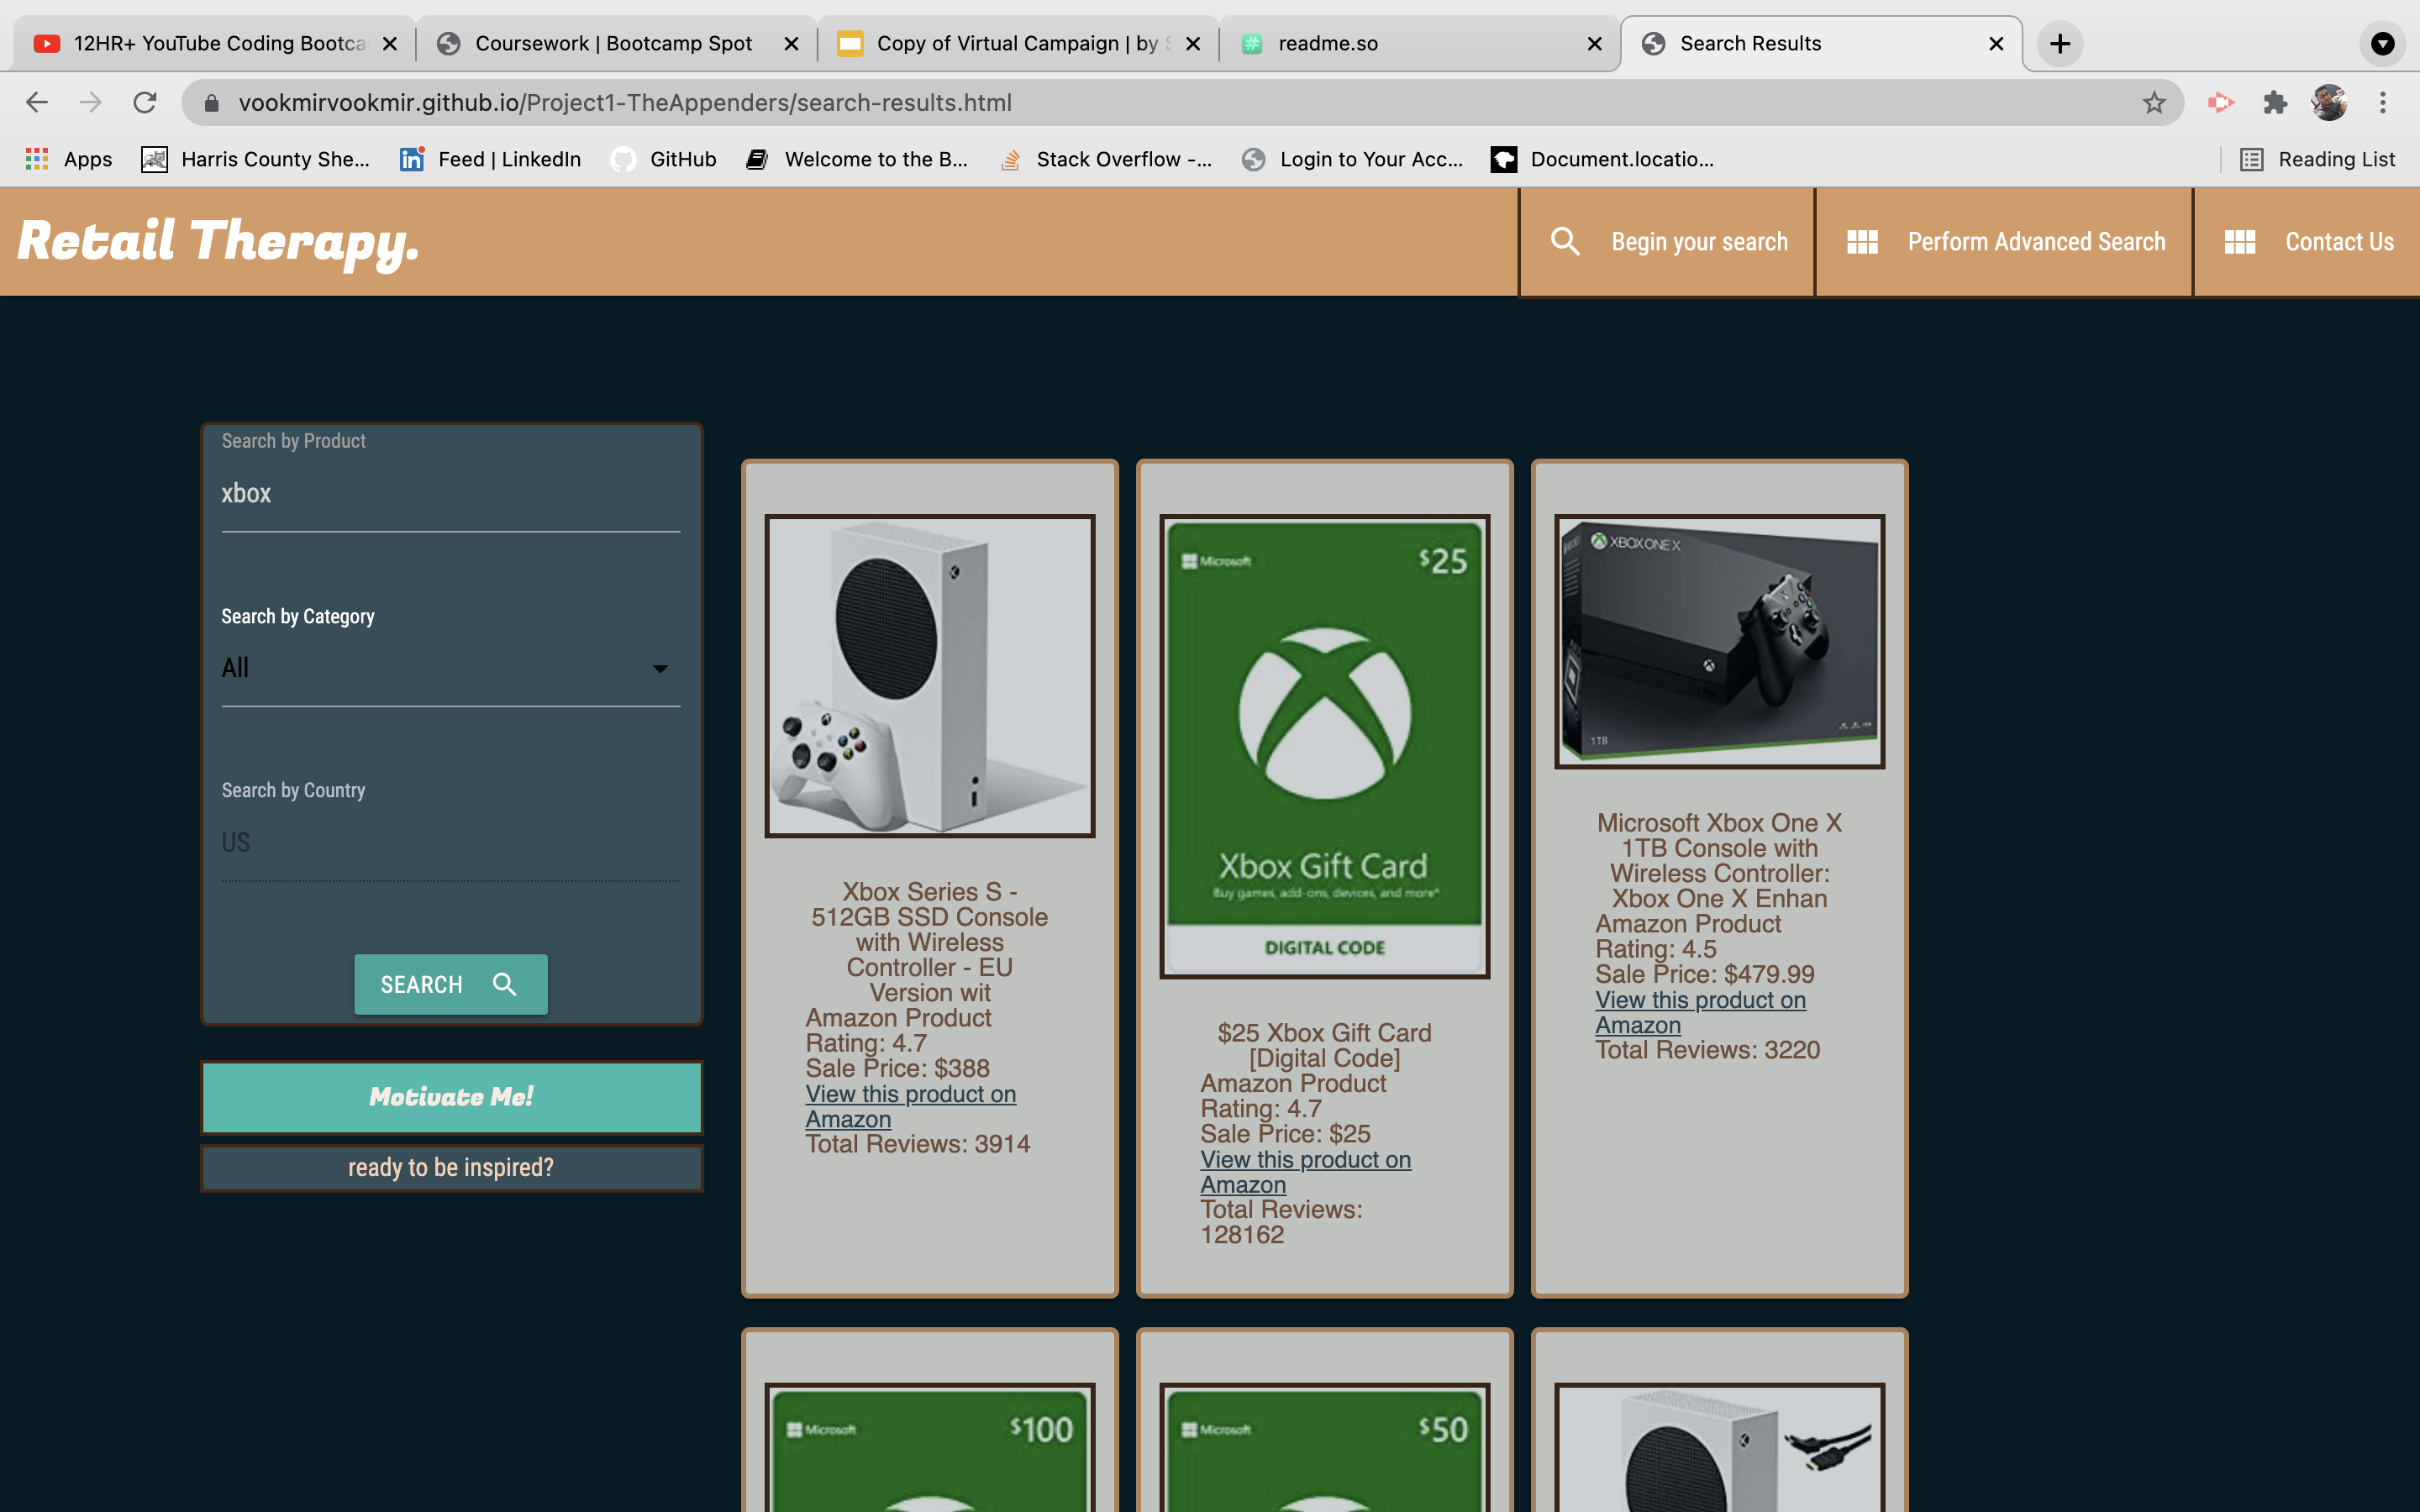 12HR+ YouTube Coding Bootca
Coursework | Bootcamp Spot
Copy of Virtual Campaign | by S
readme.so
Search Results
vookmirvookmir.github.io/Project1-TheAppenders/search-results.html
Apps
Harris County She...
Feed | LinkedIn
GitHub
Welcome to the B...
Stack Overflow -...
Login to Your Acc...
Document.locatio...
Reading List
Retail Therapy.
Begin your search
Perform Advanced Search
Contact Us
Search by Product
xbox
Search by Category
All
Search by Country
US
SEARCH
Motivate Me!
ready to be inspired?
Xbox Series S -
512GB SSD Console
with Wireless
Controller - EU
Version wit
Amazon Product
Rating: 4.7
Sale Price: $388
View this product on
Amazon
Total Reviews: 3914
Microsoft
$25
Xbox Gift Card
Buy games, add-ons, devices, and more*
DIGITAL CODE
$25 Xbox Gift Card
[Digital Code]
Amazon Product
Rating: 4.7
Sale Price: $25
View this product on
Amazon
Total Reviews:
128162
XBOX ONE X
1TB
Microsoft Xbox One X
1TB Console with
Wireless Controller:
Xbox One X Enhan
Amazon Product
Rating: 4.5
Sale Price: $479.99
View this product on
Amazon
Total Reviews: 3220
Microsoft
$100
Microsoft
$50